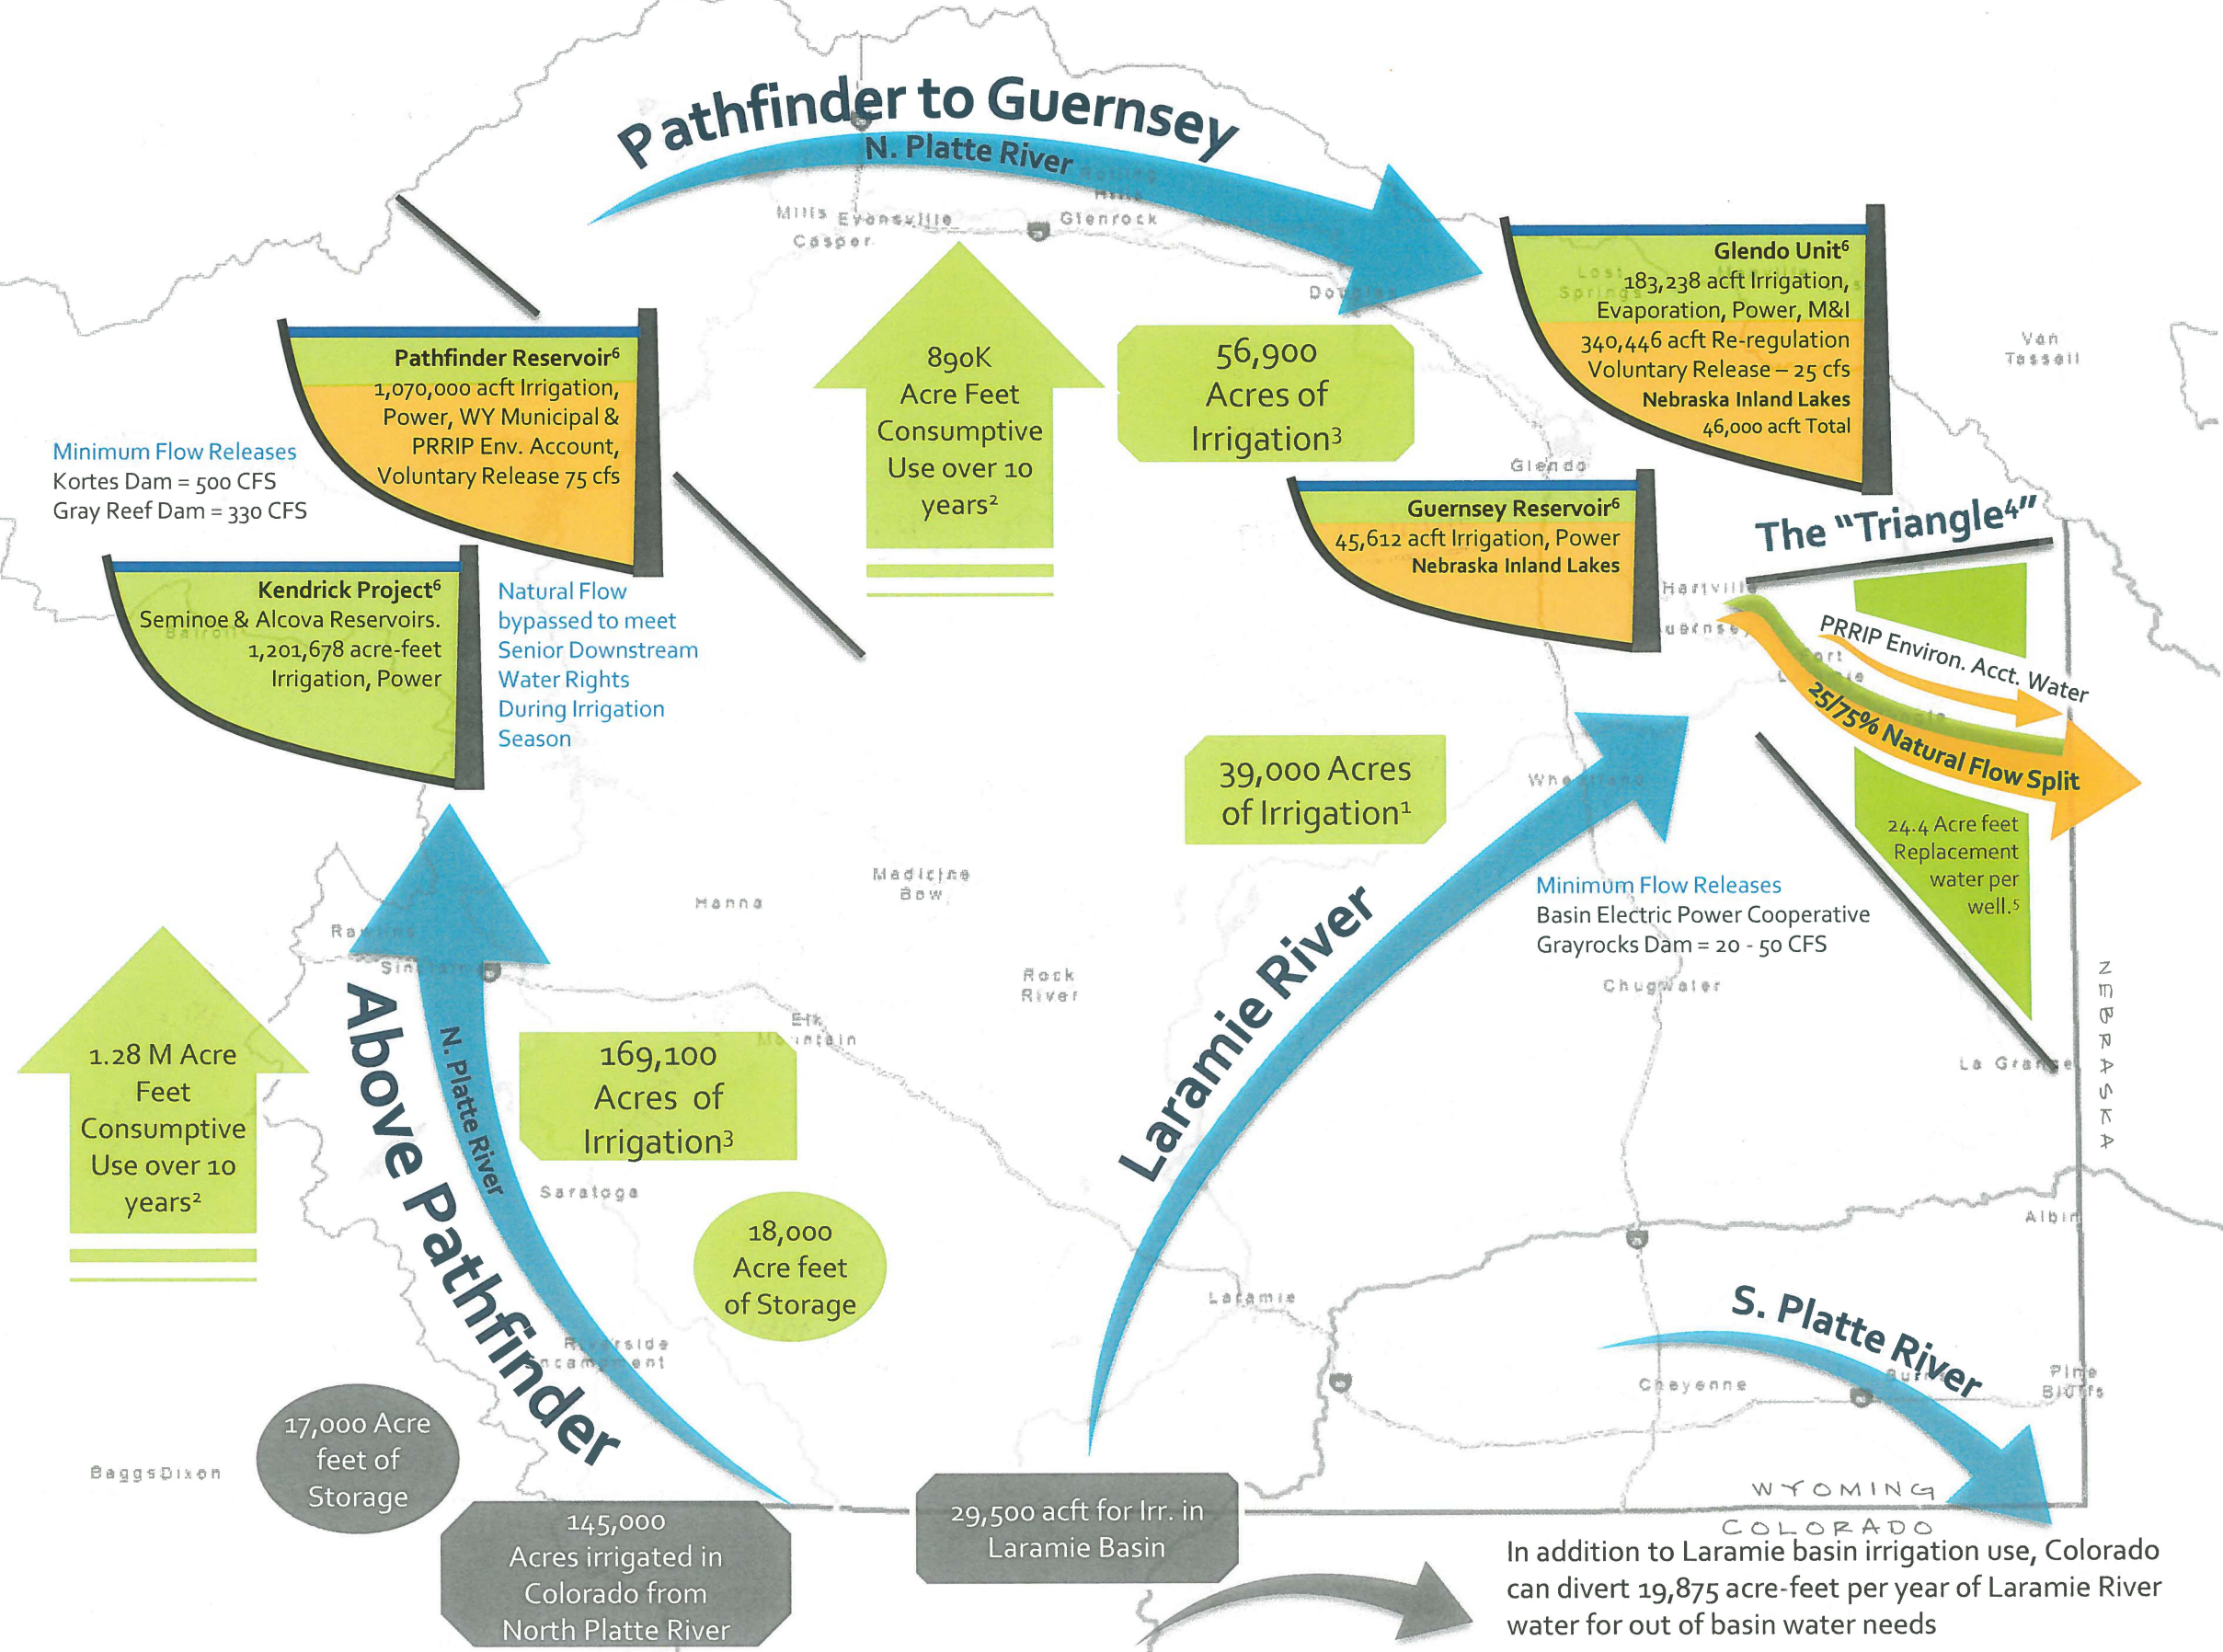 Pathfinder to Guernsey
N. Platte River
Mills
Evansville
Casper
Glenrock
Pathfinder Reservoir⁶
1,070,000 acft Irrigation,
Power, WY Municipal &
PRRIP Env. Account,
Voluntary Release 75 cfs
Minimum Flow Releases
Kortes Dam = 500 CFS
Gray Reef Dam = 330 CFS
Kendrick Project⁶
Seminoe & Alcova Reservoirs.
1,201,678 acre-feet
Irrigation, Power
Natural Flow
bypassed to meet
Senior Downstream
Water Rights
During Irrigation
Season
890K
Acre Feet
Consumptive
Use over 10
years²
56,900
Acres of
Irrigation³
Glendo Unit⁶
183,238 acft Irrigation,
Evaporation, Power, M&I
340,446 acft Re-regulation
Voluntary Release – 25 cfs
Nebraska Inland Lakes
46,000 acft Total
Lost
Springs
Van
Tassell
Glendo
Guernsey Reservoir⁶
45,612 acft Irrigation, Power
Nebraska Inland Lakes
The "Triangle⁴"
Hartville
PRRIP Environ. Acct. Water
25/75% Natural Flow Split
24.4 Acre feet
Replacement
water per
well.⁵
39,000 Acres
of Irrigation¹
Laramie River
Minimum Flow Releases
Basin Electric Power Cooperative
Grayrocks Dam = 20 - 50 CFS
Chugwater
La Grange
NEBRASKA
Medicine
Bow
Hanna
Rock
River
Elk
Mountain
1.28 M Acre
Feet
Consumptive
Use over 10
years²
Above Pathfinder
N. Platte River
169,100
Acres of
Irrigation³
Saratoga
18,000
Acre feet
of Storage
Laramie
Albin
S. Platte River
Cheyenne
Pine
Bluffs
17,000 Acre
feet of
Storage
Baggs Dixon
145,000
Acres irrigated in
Colorado from
North Platte River
29,500 acft for Irr. in
Laramie Basin
WYOMING
COLORADO
In addition to Laramie basin irrigation use, Colorado
can divert 19,875 acre-feet per year of Laramie River
water for out of basin water needs